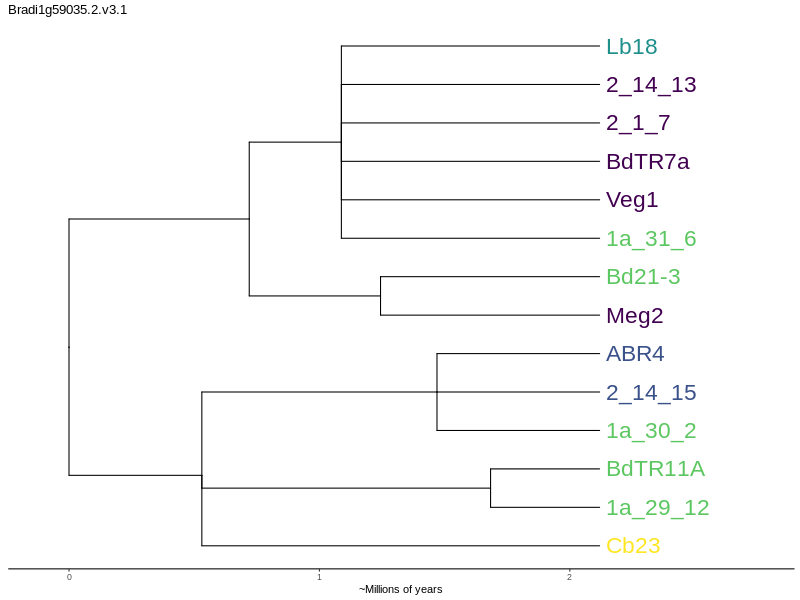 Bradi1g59035.2.v3.1
Lb18
2_14_13
2_1_7
BdTR7a
Veg1
1a_31_6
Bd21-3
Meg2
ABR4
2_14_15
1a_30_2
BdTR11A
1a_29_12
Cb23
0 1 2
~Millions of years